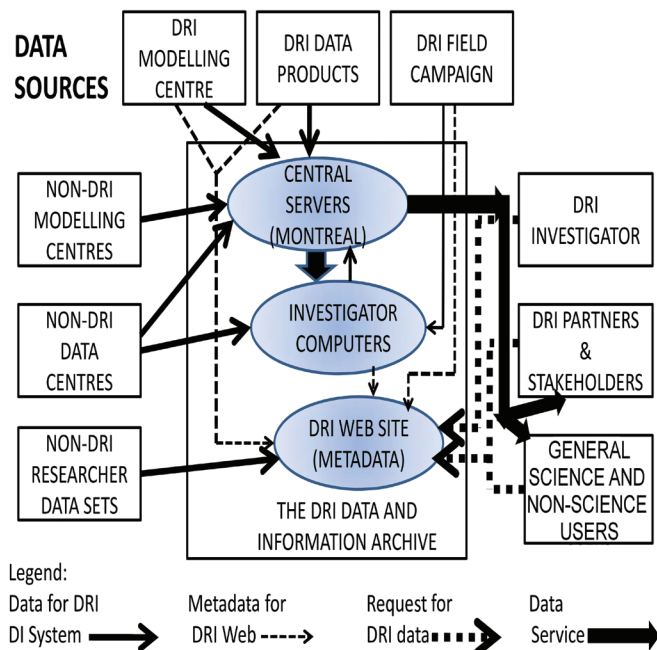 DATA
SOURCES
DRI
MODELLING
CENTRE
DRI DATA
PRODUCTS
DRI FIELD
CAMPAIGN
NON-DRI
MODELLING
CENTRES
CENTRAL
SERVERS
(MONTREAL)
DRI
INVESTIGATOR
NON-DRI
DATA
CENTRES
INVESTIGATOR
COMPUTERS
DRI PARTNERS
&
STAKEHOLDERS
NON-DRI
RESEARCHER
DATA SETS
DRI WEB SITE
(METADATA)
GENERAL
SCIENCE AND
NON-SCIENCE
USERS
THE DRI DATA AND
INFORMATION ARCHIVE
Legend:
Data for DRI
DI System
Metadata for
DRI Web
Request for
DRI data
Data
Service